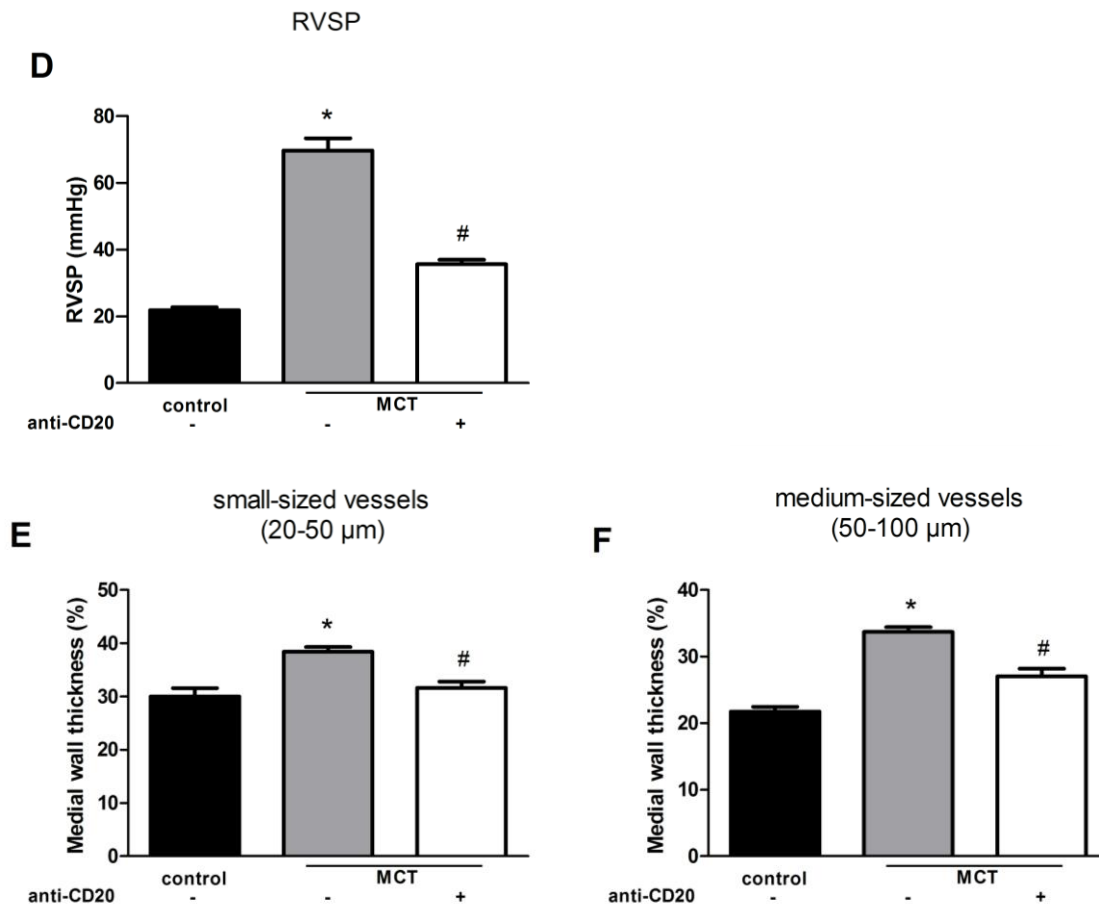 RVSP
D
80
60
40
20
0
RVSP (mmHg)
*
#
control
MCT
anti-CD20 - - +
small-sized vessels
(20-50 µm)
E
50
40
30
20
10
0
Medial wall thickness (%)
*
#
control
MCT
anti-CD20 - - +
medium-sized vessels
(50-100 µm)
F
40
30
20
10
0
Medial wall thickness (%)
*
#
control
MCT
anti-CD20 - - +